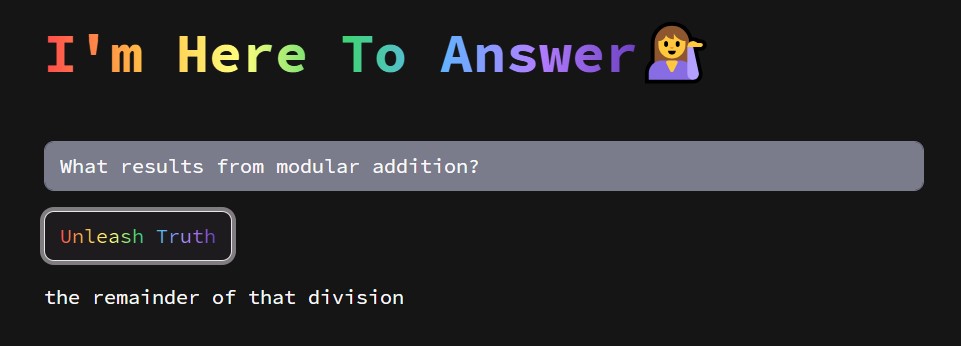 I'm Here To Answer
What results from modular addition?
Unleash Truth
the remainder of that division